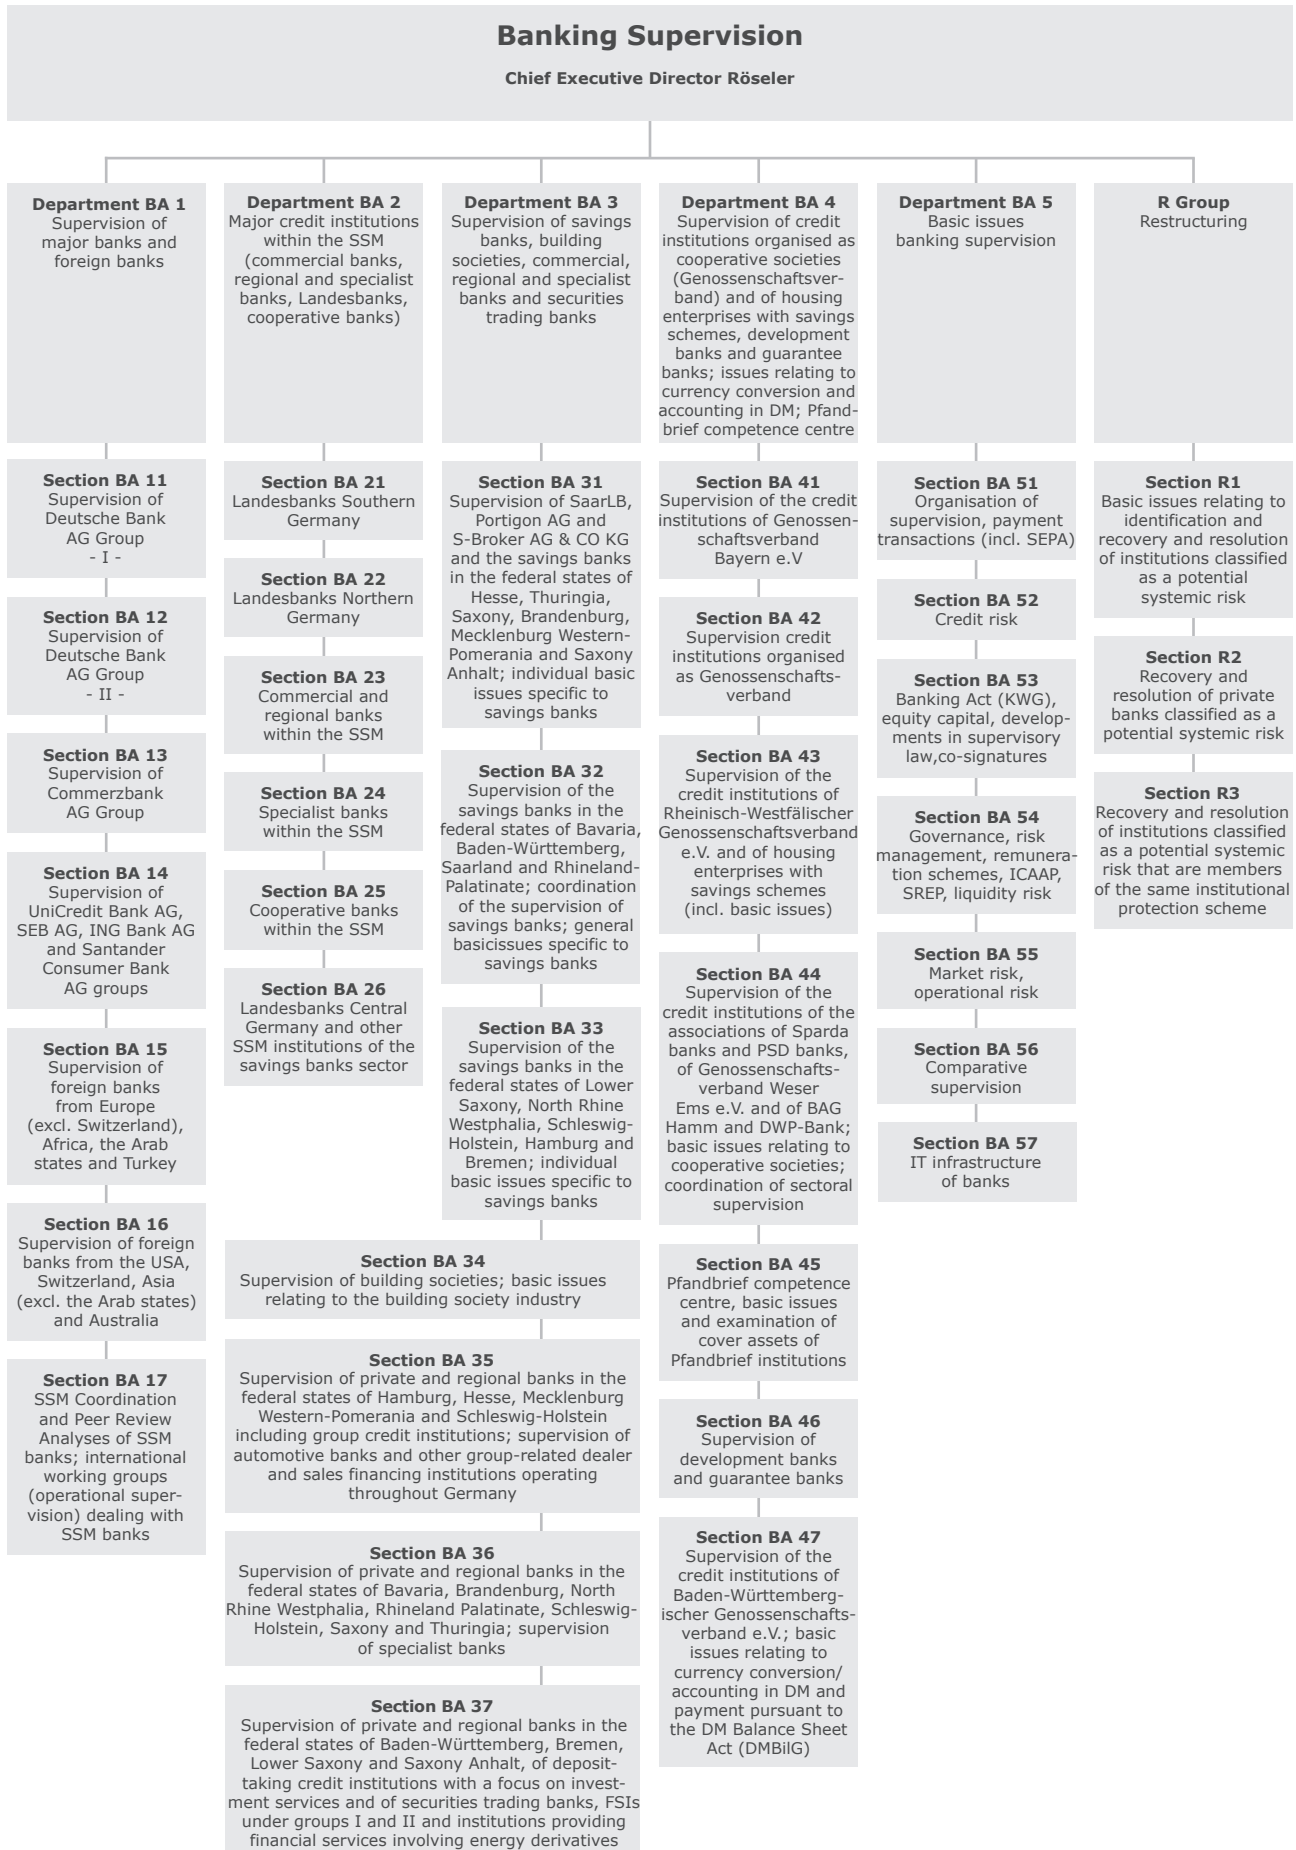 Banking Supervision
Chief Executive Director Röseler
Department BA 1
Supervision of
major banks and
foreign banks
Section BA 11
Supervision of
Deutsche Bank
AG Group
- I -
Section BA 12
Supervision of
Deutsche Bank
AG Group
- II -
Section BA 13
Supervision of
Commerzbank
AG Group
Section BA 14
Supervision of
UniCredit Bank AG,
SEB AG, ING Bank AG
and Santander
Consumer Bank
AG groups
Section BA 15
Supervision of
foreign banks
from Europe
(excl. Switzerland),
Africa, the Arab
states and Turkey
Section BA 16
Supervision of foreign
banks from the USA,
Switzerland, Asia
(excl. the Arab states)
and Australia
Section BA 17
SSM Coordination
and Peer Review
Analyses of SSM
banks; international
working groups
(operational super-
vision) dealing with
SSM banks
Department BA 2
Major credit institutions
within the SSM
(commercial banks,
regional and specialist
banks, Landesbanks,
cooperative banks)
Section BA 21
Landesbanks Southern
Germany
Section BA 22
Landesbanks Northern
Germany
Section BA 23
Commercial and
regional banks
within the SSM
Section BA 24
Specialist banks
within the SSM
Section BA 25
Cooperative banks
within the SSM
Section BA 26
Landesbanks Central
Germany and other
SSM institutions of the
savings banks sector
Department BA 3
Supervision of savings
banks, building
societies, commercial,
regional and specialist
banks and securities
trading banks
Section BA 31
Supervision of SaarLB,
Portigon AG and
S-Broker AG & CO KG
and the savings banks
in the federal states of
Hesse, Thuringia,
Saxony, Brandenburg,
Mecklenburg Western-
Pomerania and Saxony
Anhalt; individual basic
issues specific to
savings banks
Section BA 32
Supervision of the
savings banks in the
federal states of Bavaria,
Baden-Württemberg,
Saarland and Rhineland-
Palatinate; coordination
of the supervision of
savings banks; general
basicissues specific to
savings banks
Section BA 33
Supervision of the
savings banks in the
federal states of Lower
Saxony, North Rhine
Westphalia, Schleswig-
Holstein, Hamburg and
Bremen; individual
basic issues specific to
savings banks
Section BA 34
Supervision of building societies; basic issues
relating to the building society industry
Section BA 35
Supervision of private and regional banks in the
federal states of Hamburg, Hesse, Mecklenburg
Western-Pomerania and Schleswig-Holstein
including group credit institutions; supervision of
automotive banks and other group-related dealer
and sales financing institutions operating
throughout Germany
Section BA 36
Supervision of private and regional banks in the
federal states of Bavaria, Brandenburg, North
Rhine Westphalia, Rhineland Palatinate, Schleswig-
Holstein, Saxony and Thuringia; supervision
of specialist banks
Section BA 37
Supervision of private and regional banks in the
federal states of Baden-Württemberg, Bremen,
Lower Saxony and Saxony Anhalt, of deposit-
taking credit institutions with a focus on invest-
ment services and of securities trading banks, FSIs
under groups I and II and institutions providing
financial services involving energy derivatives
Department BA 4
Supervision of credit
institutions organised as
cooperative societies
(Genossenschaftsver-
band) and of housing
enterprises with savings
schemes, development
banks and guarantee
banks; issues relating to
currency conversion and
accounting in DM; Pfand-
brief competence centre
Section BA 41
Supervision of the credit
institutions of Genossen-
schaftsverband
Bayern e.V
Section BA 42
Supervision credit
institutions organised
as Genossenschafts-
verband
Section BA 43
Supervision of the
credit institutions of
Rheinisch-Westfälischer
Genossenschaftsverband
e.V. and of housing
enterprises with
savings schemes
(incl. basic issues)
Section BA 44
Supervision of the
credit institutions of the
associations of Sparda
banks and PSD banks,
of Genossenschafts-
verband Weser
Ems e.V. and of BAG
Hamm and DWP-Bank;
basic issues relating to
cooperative societies;
coordination of sectoral
supervision
Section BA 45
Pfandbrief competence
centre, basic issues
and examination of
cover assets of
Pfandbrief institutions
Section BA 46
Supervision of
development banks
and guarantee banks
Section BA 47
Supervision of the
credit institutions of
Baden-Württemberg-
ischer Genossenschafts-
verband e.V.; basic
issues relating to
currency conversion/
accounting in DM and
payment pursuant to
the DM Balance Sheet
Act (DMBilG)
Department BA 5
Basic issues
banking supervision
Section BA 51
Organisation of
supervision, payment
transactions (incl. SEPA)
Section BA 52
Credit risk
Section BA 53
Banking Act (KWG),
equity capital, develop-
ments in supervisory
law,co-signatures
Section BA 54
Governance, risk
management, remunera-
tion schemes, ICAAP,
SREP, liquidity risk
Section BA 55
Market risk,
operational risk
Section BA 56
Comparative
supervision
Section BA 57
IT infrastructure
of banks
R Group
Restructuring
Section R1
Basic issues relating to
identification and
recovery and resolution
of institutions classified
as a potential
systemic risk
Section R2
Recovery and
resolution of private
banks classified as a
potential systemic risk
Section R3
Recovery and resolution
of institutions classified
as a potential systemic
risk that are members
of the same institutional
protection scheme